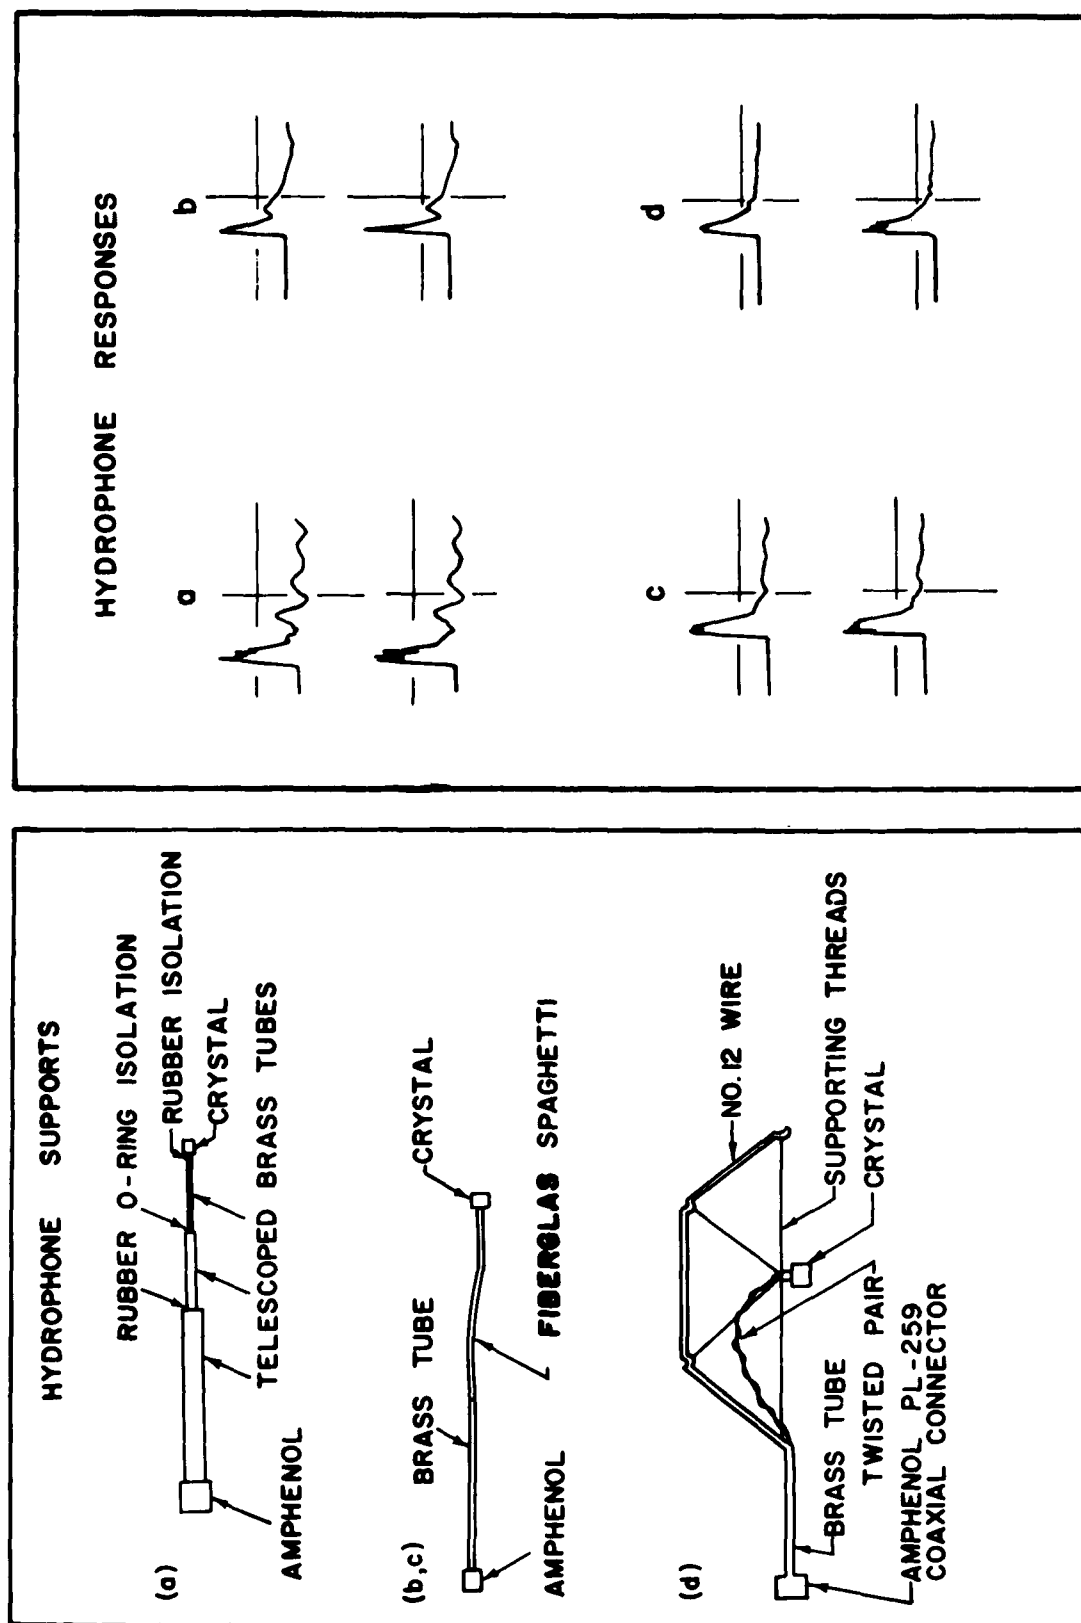 HYDROPHONE SUPPORTS
(a)
RUBBER O-RING ISOLATION
RUBBER ISOLATION
CRYSTAL
TELESCOPED BRASS TUBES
AMPHENOL
(b,c)
BRASS TUBE
CRYSTAL
AMPHENOL
FIBERGLAS SPAGHETTI
(d)
NO.12 WIRE
BRASS TUBE
SUPPORTING THREADS
TWISTED PAIR
CRYSTAL
AMPHENOL PL-259
COAXIAL CONNECTOR
HYDROPHONE RESPONSES
a
b
c
d